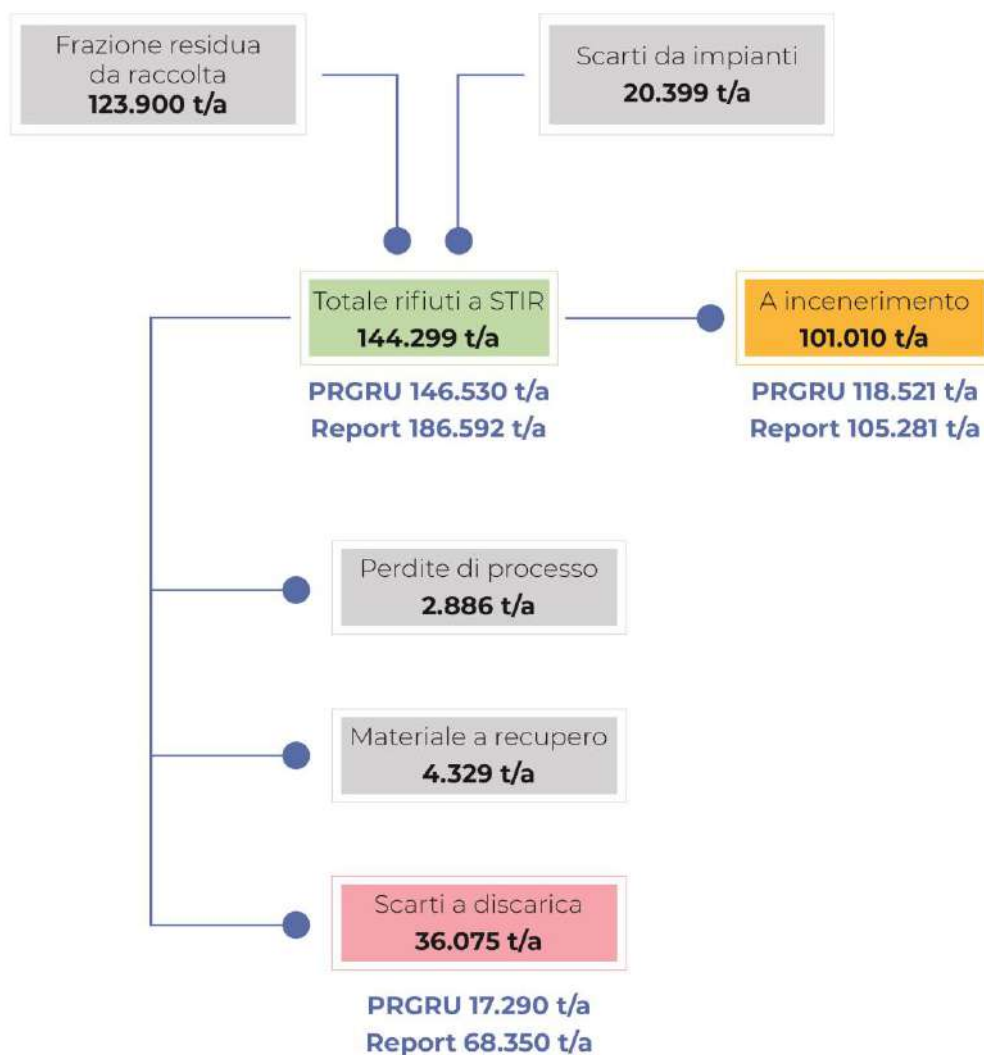 Frazione residua
da raccolta
123.900 t/a
Scarti da impianti
20.399 t/a
Totale rifiuti a STIR
144.299 t/a
PRGRU 146.530 t/a
Report 186.592 t/a
A incenerimento
101.010 t/a
PRGRU 118.521 t/a
Report 105.281 t/a
Perdite di processo
2.886 t/a
Materiale a recupero
4.329 t/a
Scarti a discarica
36.075 t/a
PRGRU 17.290 t/a
Report 68.350 t/a